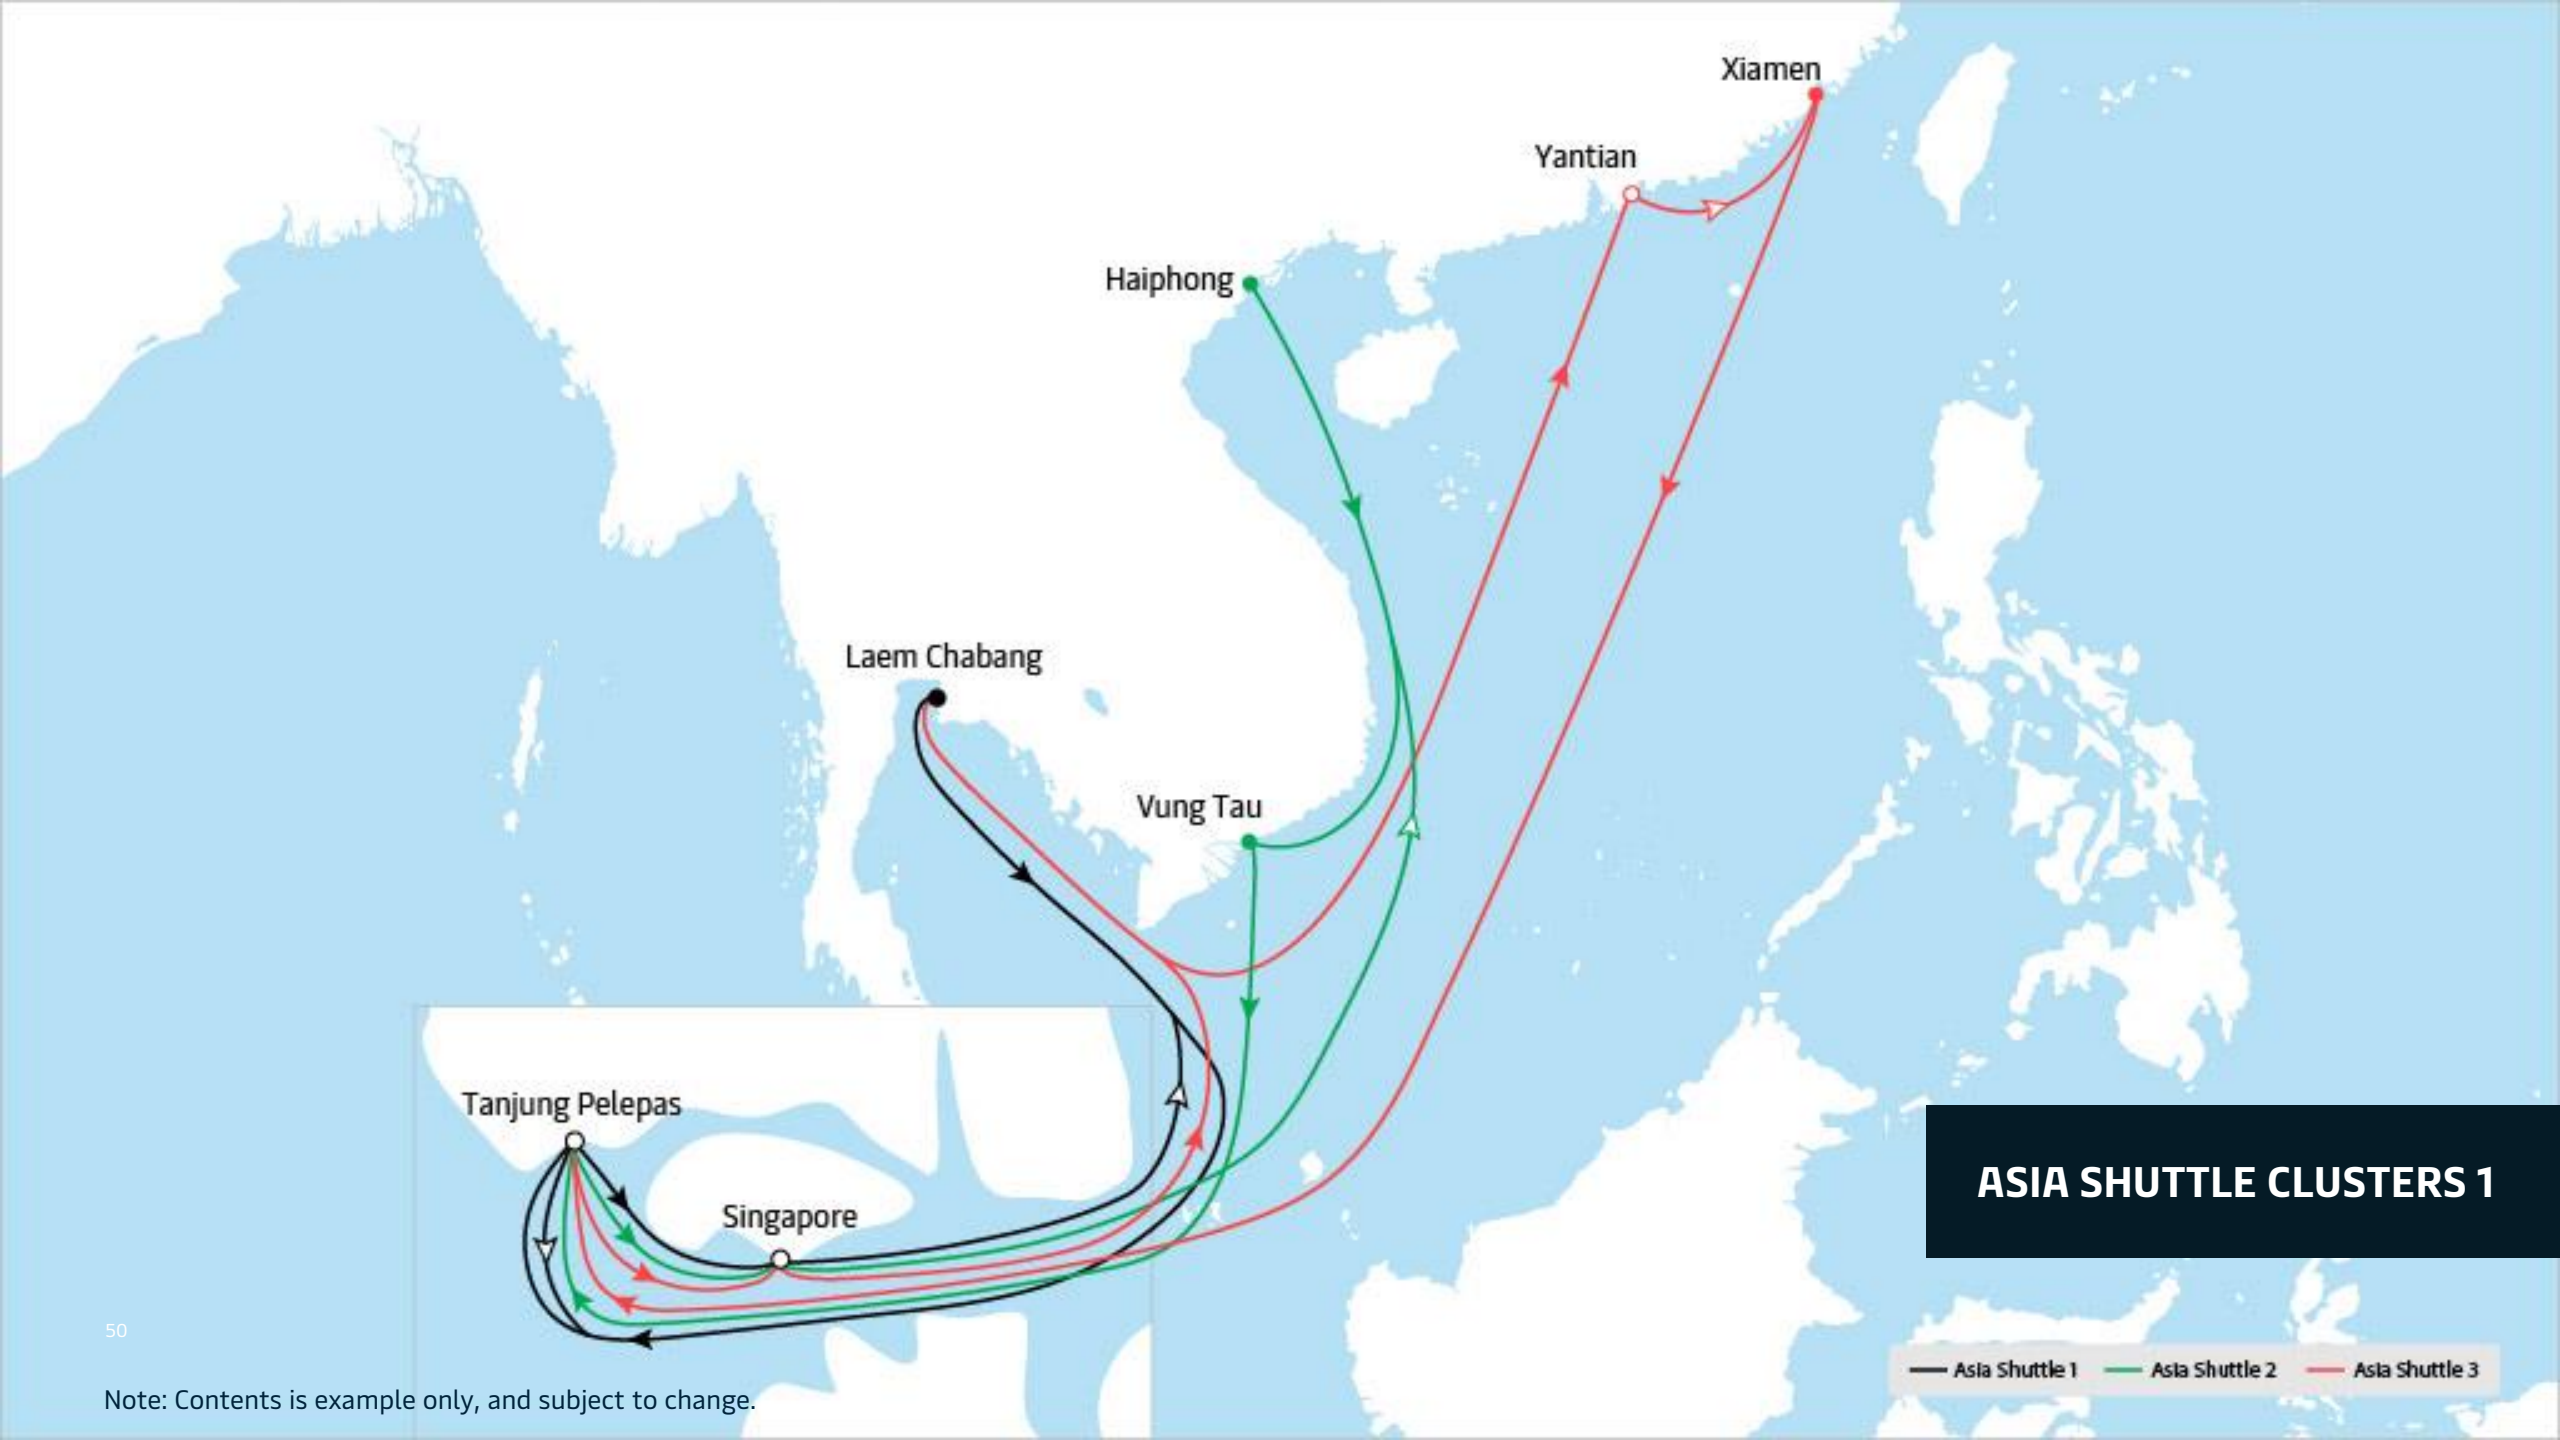 Xiamen
Yantian
Haiphong
Laem Chabang
Vung Tau
Tanjung Pelepas
ASIA SHUTTLE CLUSTERS 1
Singapore
50
Asia Shuttle 1
Asia Shuttle 2
Asia Shuttle 3
Note: Contents is example only, and subject to change.